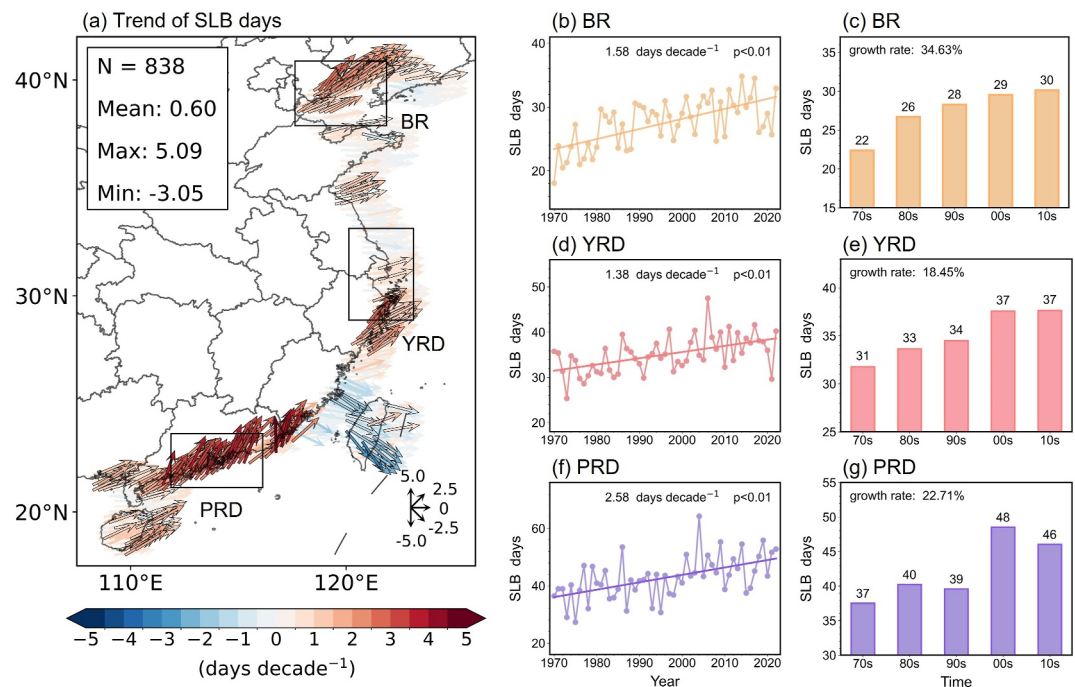 (a) Trend of SLB days
N = 838
Mean: 0.60
Max: 5.09
Min: -3.05
40°N
30°N
20°N
110°E
120°E
BR
YRD
PRD
5.0
2.5
0
-2.5
-5.0
−5 −4 −3 −2 −1 0 1 2 3 4 5
(days decade⁻¹)
(b) BR
1.58 days decade⁻¹ p<0.01
SLB days
40
30
20
1970 1980 1990 2000 2010 2020
(c) BR
growth rate: 34.63%
SLB days
35
31
27
23
19
15
22 26 28 29 30
70s 80s 90s 00s 10s
(d) YRD
1.38 days decade⁻¹ p<0.01
SLB days
60
50
40
30
20
1970 1980 1990 2000 2010 2020
(e) YRD
growth rate: 18.45%
SLB days
40
35
30
25
31 33 34 37 37
70s 80s 90s 00s 10s
(f) PRD
2.58 days decade⁻¹ p<0.01
SLB days
60
40
20
1970 1980 1990 2000 2010 2020
Year
(g) PRD
growth rate: 22.71%
SLB days
55
50
45
40
35
30
37 40 39 48 46
70s 80s 90s 00s 10s
Time